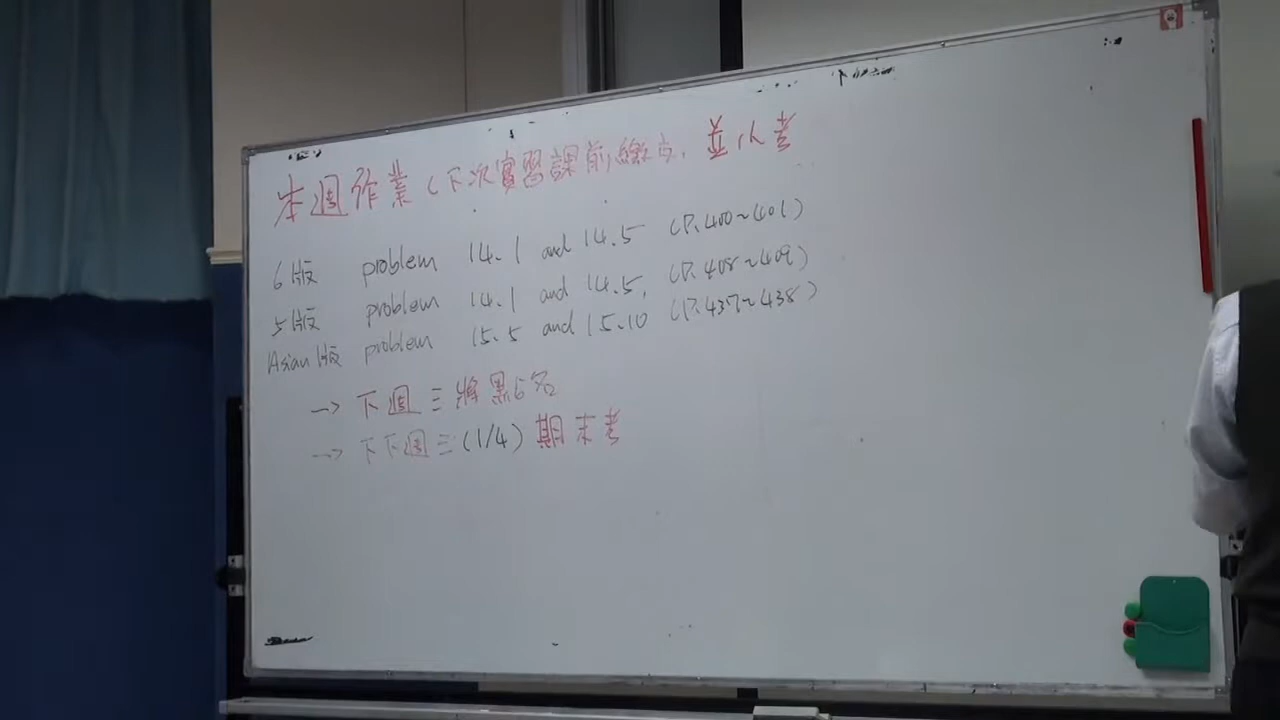 本週作業(下次實習課前繳交, 並小考
6版 problem 14.1 and 14.5 (P.400~401)
5版 problem 14.1 and 14.5, (P.408~409)
Asian版 problem 15.5 and 15.10 (P.437~438)
→ 下週三將點名
→ 下下週三(1/4) 期末考